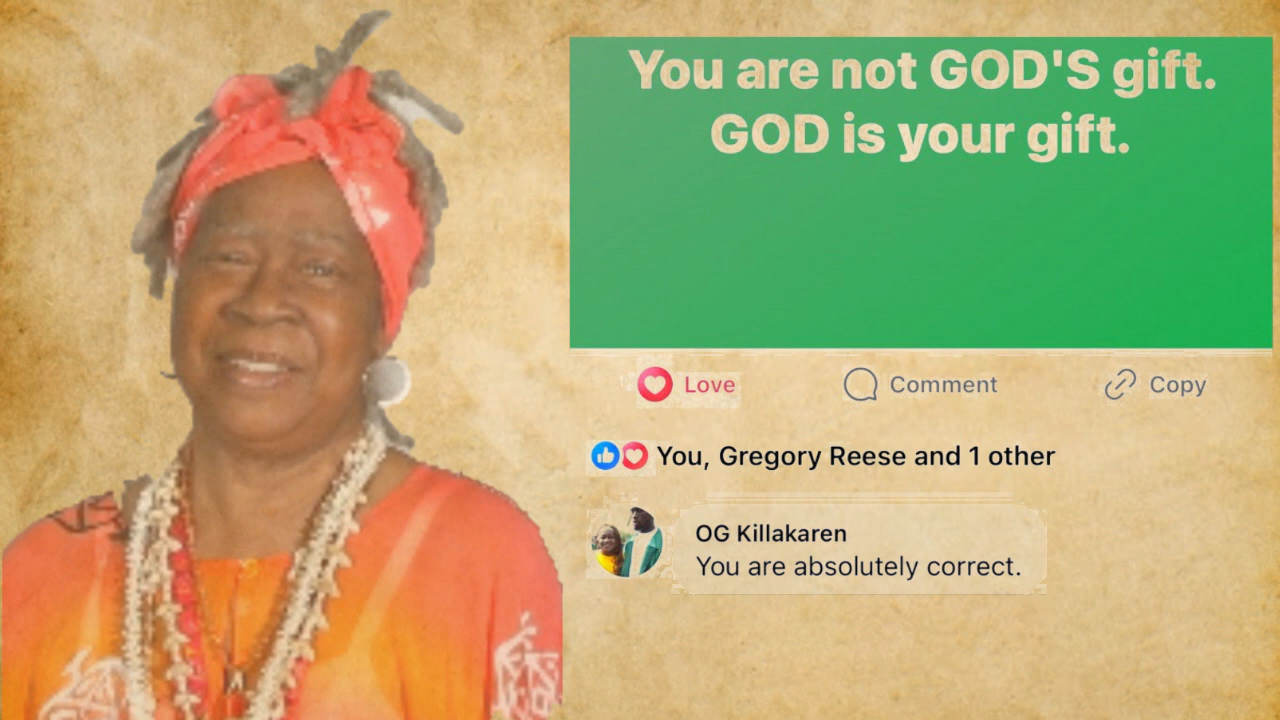 You are not GOD'S gift.
GOD is your gift.
Love
Comment
Copy
You, Gregory Reese and 1 other
OG Killakaren
You are absolutely correct.